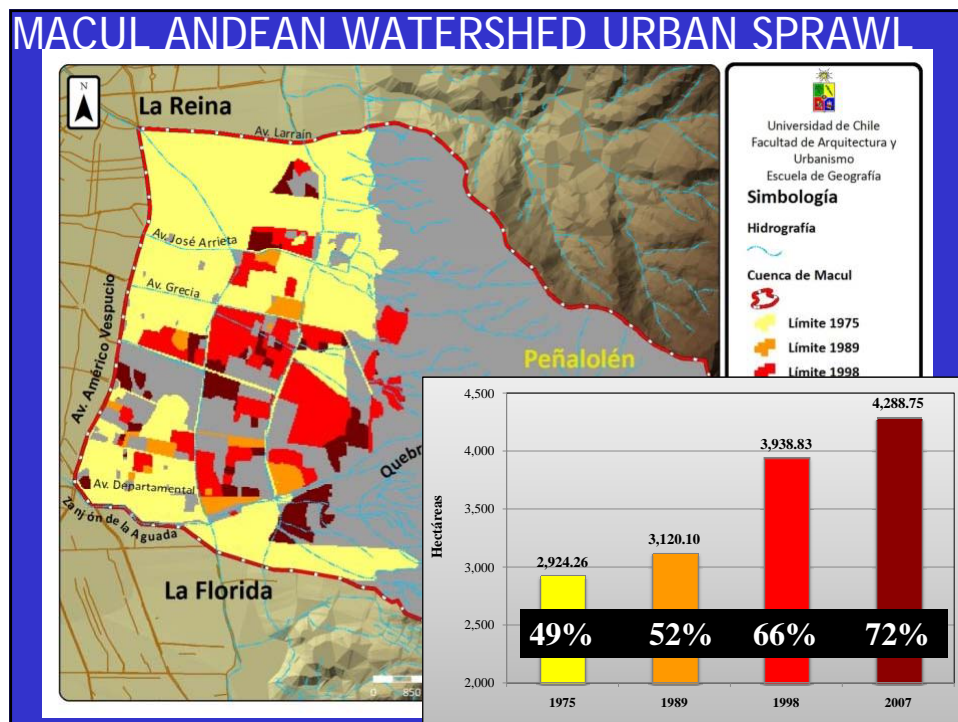 MACUL ANDEAN WATERSHED URBAN SPRAWL
N
La Reina
Av. Larraín
Av. José Arrieta
Av. Grecia
Av. Américo Vespucio
Peñalolén
Quebr
Av. Departamental
Zanjón de la Aguada
La Florida
0 850
Universidad de Chile
Facultad de Arquitectura y
Urbanismo
Escuela de Geografía
Simbología
Hidrografía
Cuenca de Macul
Límite 1975
Límite 1989
Límite 1998
Hectáreas
4,500
4,000
3,500
3,000
2,500
2,000
2,924.26
3,120.10
3,938.83
4,288.75
49% 52% 66% 72%
1975 1989 1998 2007